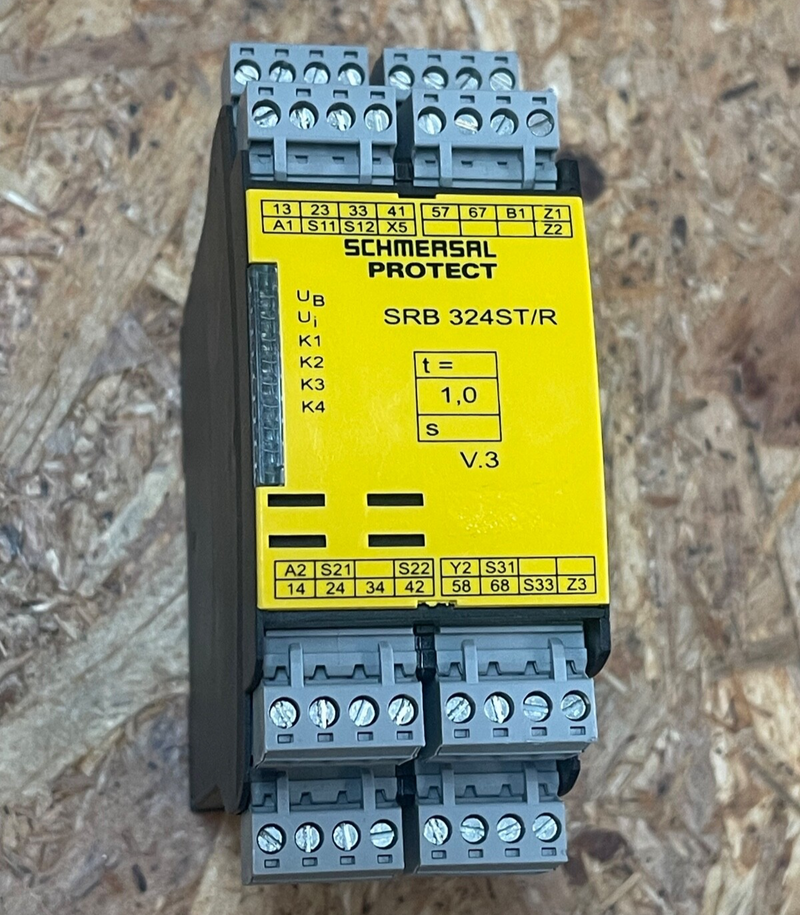 13 23 33 41 57 67 B1 Z1
A1 S11 S12 X5 Z2
SCHMERSAL
PROTECT
UB
Ui
K1
K2
K3
K4
SRB 324ST/R
t =
1,0
s
V.3
A2 S21 S22 Y2 S31
14 24 34 42 58 68 S33 Z3